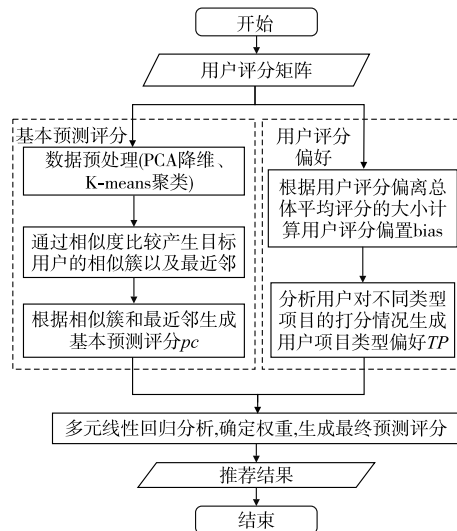 开始
用户评分矩阵
基本预测评分
数据预处理(PCA降维、
K-means聚类)
通过相似度比较产生目标
用户的相似簇以及最近邻
根据相似簇和最近邻生成
基本预测评分pc
用户评分
偏好
根据用户评分偏离总
体平均评分的大小计
算用户评分偏置bias
分析用户对不同类型
项目的打分情况生成
用户项目类型偏好TP
多元线性回归分析,确定权重,生成最终预测评分
推荐结果
结束